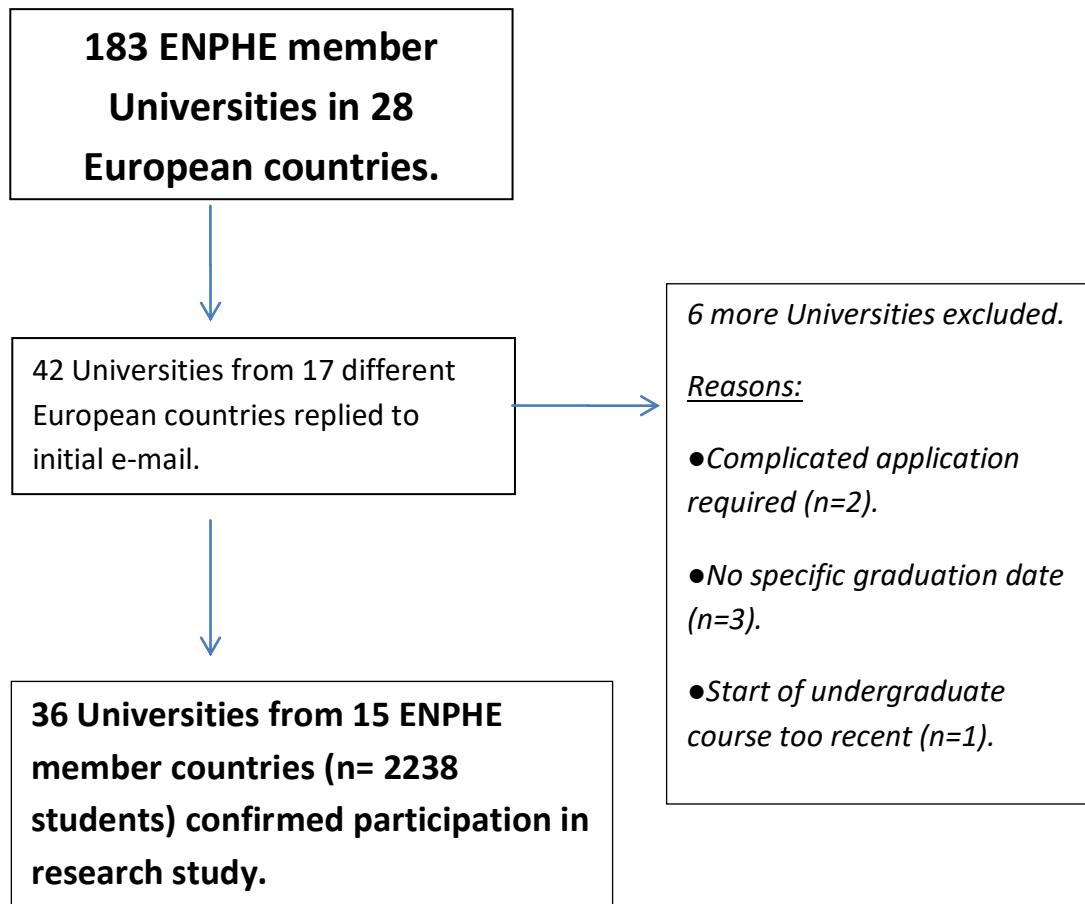 183 ENPHE member
Universities in 28
European countries.
42 Universities from 17 different
European countries replied to
initial e-mail.
6 more Universities excluded.
Reasons:
●Complicated application
required (n=2).
●No specific graduation date
(n=3).
●Start of undergraduate
course too recent (n=1).
36 Universities from 15 ENPHE
member countries (n= 2238
students) confirmed participation in
research study.